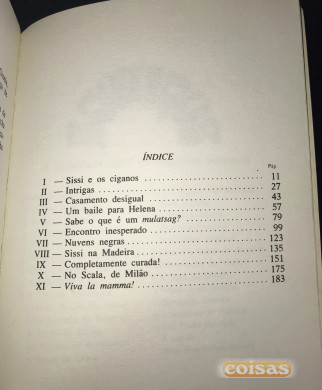 ÍNDICE
Pág.
I — Sissi e os ciganos 11
II — Intrigas 27
III — Casamento desigual 43
IV — Um baile para Helena 57
V — Sabe o que é um mulatsag? 79
VI — Encontro inesperado 99
VII — Nuvens negras 123
VIII — Sissi na Madeira 135
IX — Completamente curada! 151
X — No Scala, de Milão 175
XI — Viva la mamma! 183
coisas